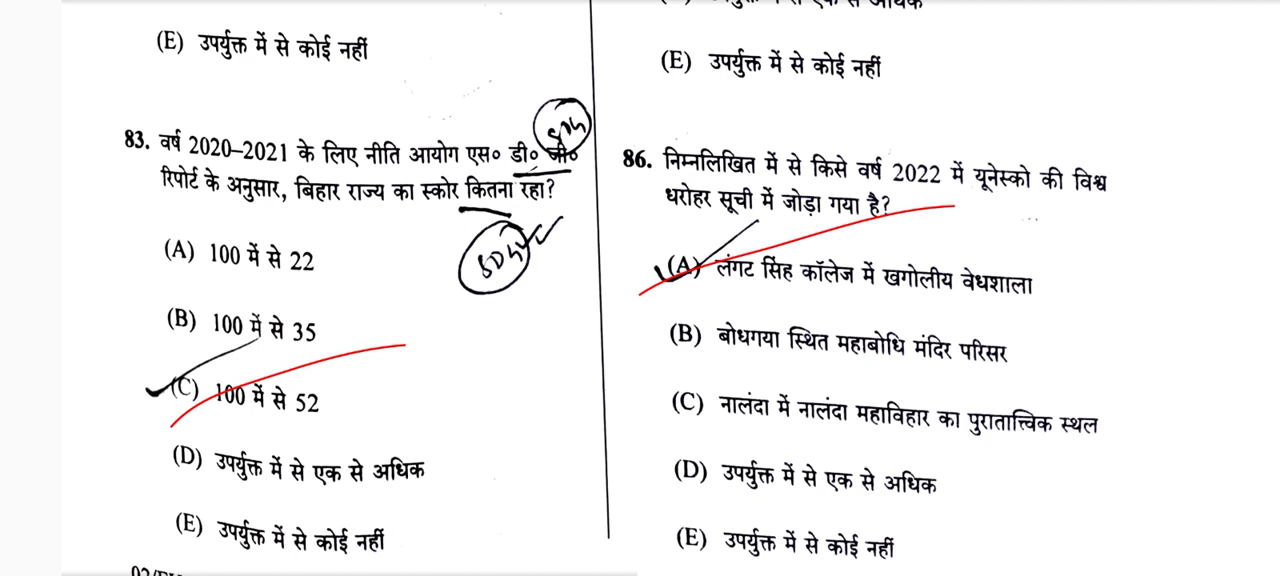 (E) उपर्युक्त में से कोई नहीं
83. वर्ष 2020–2021 के लिए नीति आयोग एस० डी० जी०
रिपोर्ट के अनुसार, बिहार राज्य का स्कोर कितना रहा?
SDG
SDG
(A) 100 में से 22
(B) 100 में से 35
(C) 100 में से 52
(D) उपर्युक्त में से एक से अधिक
(E) उपर्युक्त में से कोई नहीं
(E) उपर्युक्त में से कोई नहीं
86. निम्नलिखित में से किसे वर्ष 2022 में यूनेस्को की विश्व
धरोहर सूची में जोड़ा गया है?
(A) लंगट सिंह कॉलेज में खगोलीय वेधशाला
(B) बोधगया स्थित महाबोधि मंदिर परिसर
(C) नालंदा में नालंदा महाविहार का पुरातात्त्विक स्थल
(D) उपर्युक्त में से एक से अधिक
(E) उपर्युक्त में से कोई नहीं